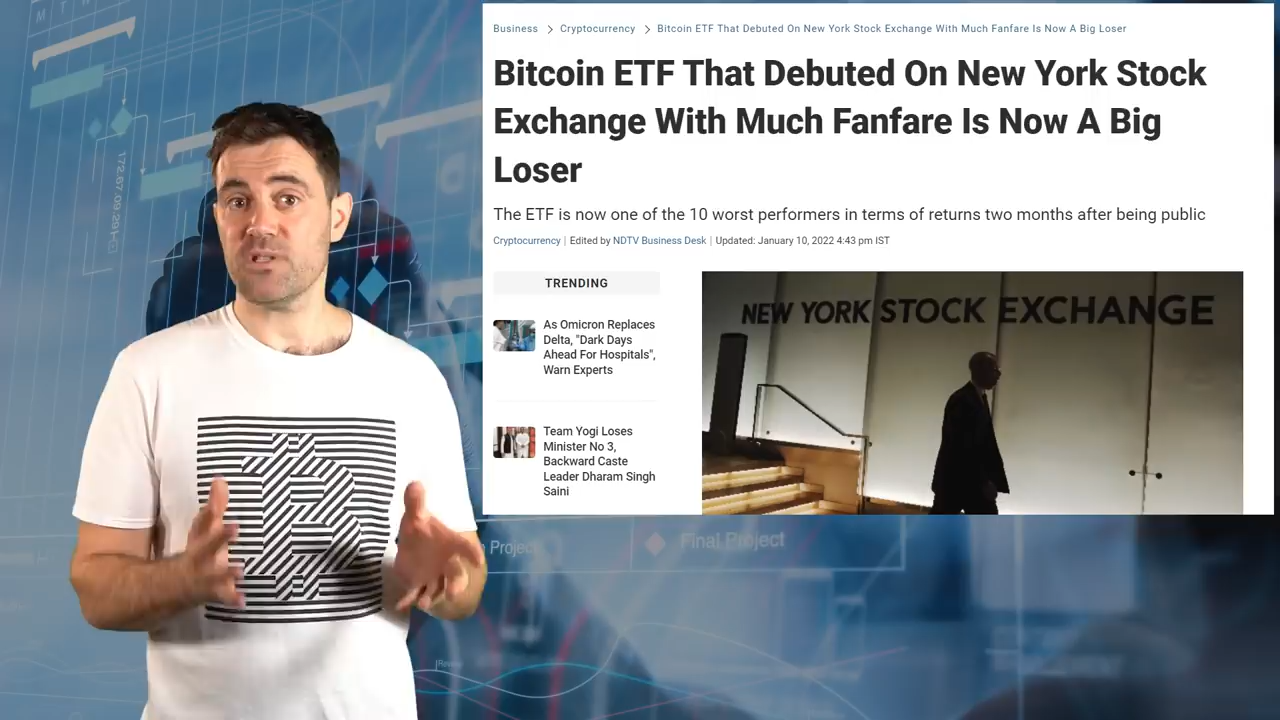 M T W
172.67.09.29H
Business > Cryptocurrency > Bitcoin ETF That Debuted On New York Stock Exchange With Much Fanfare Is Now A Big Loser
Bitcoin ETF That Debuted On New York Stock
Exchange With Much Fanfare Is Now A Big
Loser
The ETF is now one of the 10 worst performers in terms of returns two months after being public
Cryptocurrency | Edited by NDTV Business Desk | Updated: January 10, 2022 4:43 pm IST
TRENDING
As Omicron Replaces
Delta, "Dark Days
Ahead For Hospitals",
Warn Experts
Team Yogi Loses
Minister No 3,
Backward Caste
Leader Dharam Singh
Saini
NEW YORK STOCK EXCHANGE
Project
Final Project